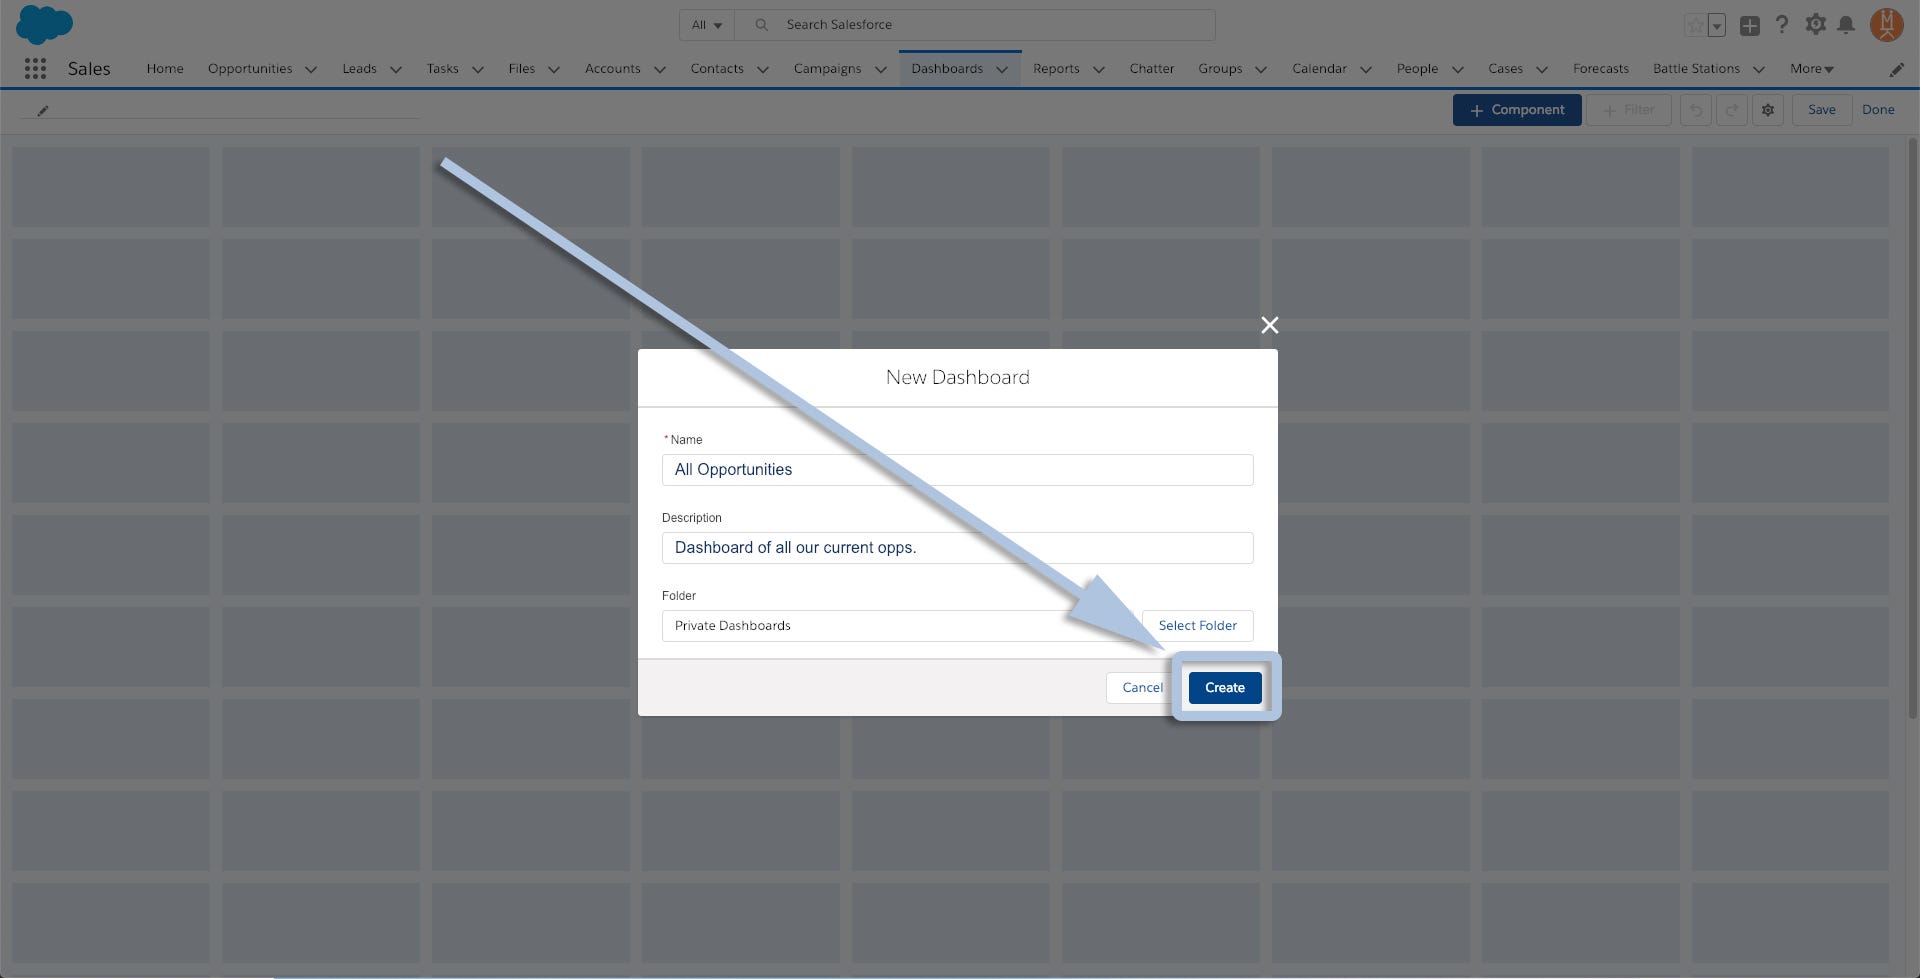 All Search Salesforce
Sales Home Opportunities Leads Tasks Files Accounts Contacts Campaigns Dashboards Reports Chatter Groups Calendar People Cases Forecasts Battle Stations More
+ Component + Filter Save Done
New Dashboard
* Name
All Opportunities
Description
Dashboard of all our current opps.
Folder
Private Dashboards Select Folder
Cancel Create